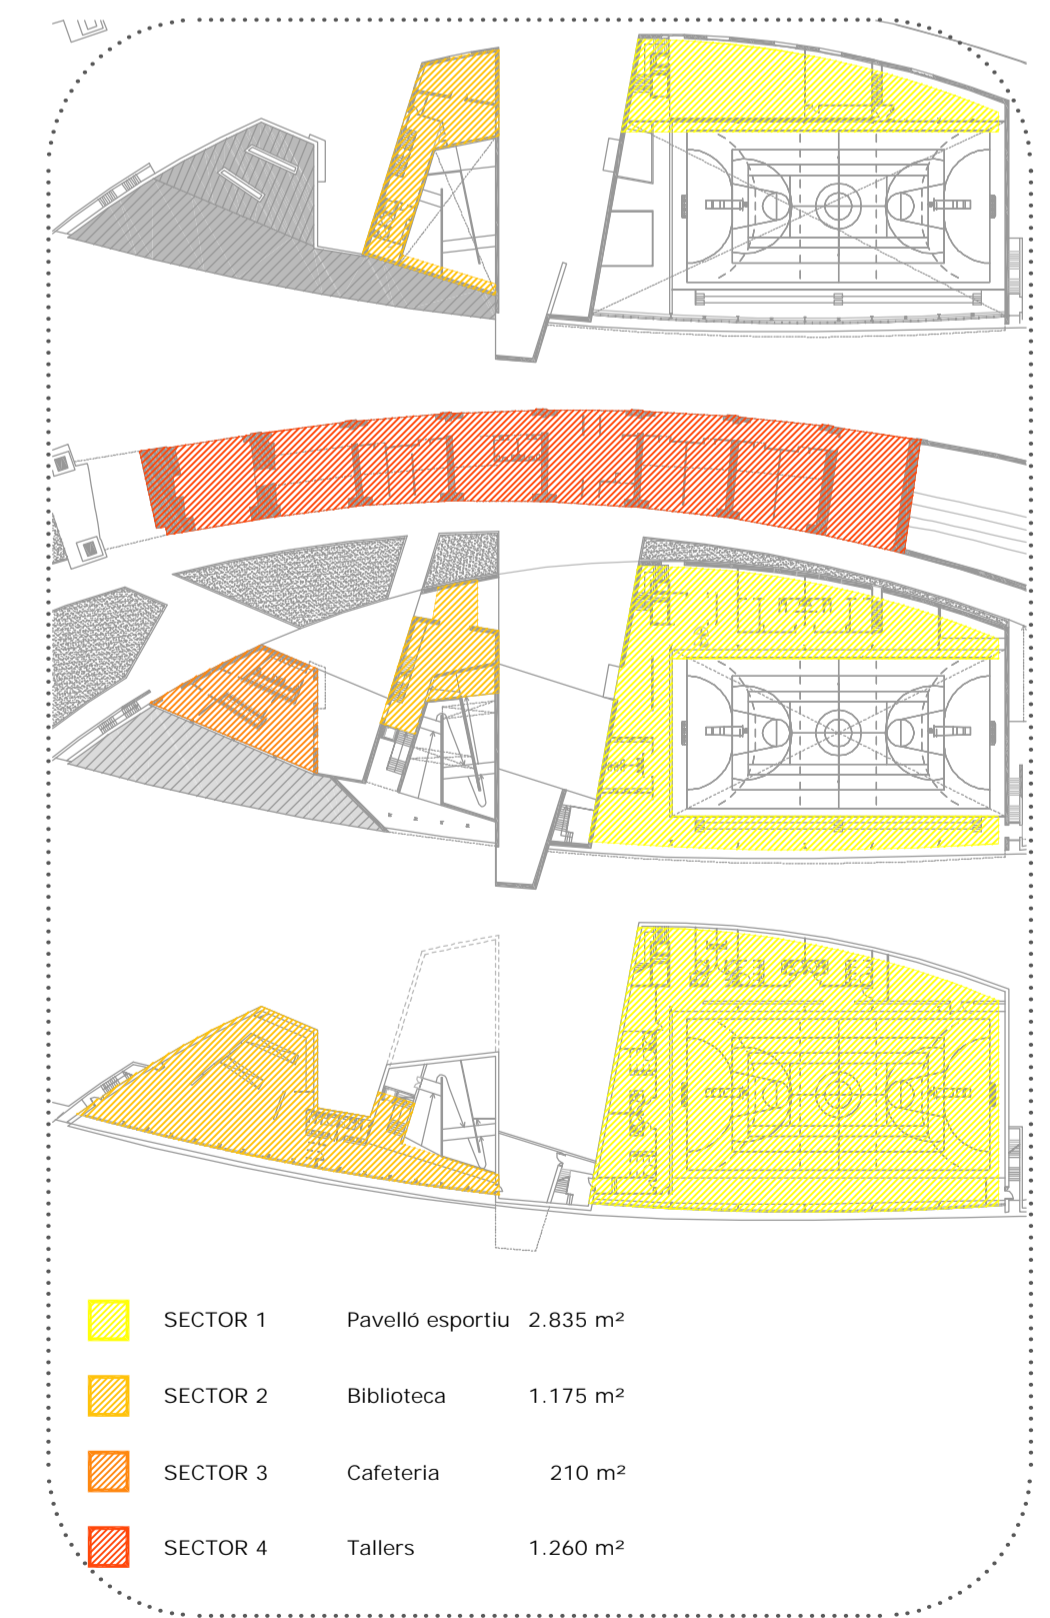 SECTOR 1 Pavelló esportiu 2.835 m²
SECTOR 2 Biblioteca 1.175 m²
SECTOR 3 Cafeteria 210 m²
SECTOR 4 Tallers 1.260 m²